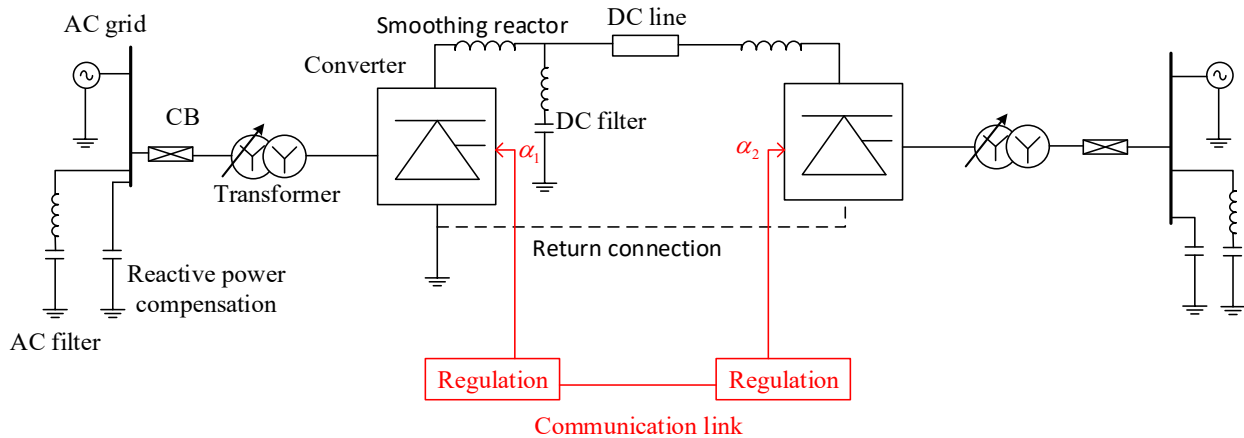 AC grid
Smoothing reactor
DC line
Converter
CB
DC filter
α1
α2
Transformer
Return connection
Reactive power
compensation
AC filter
Regulation
Regulation
Communication link